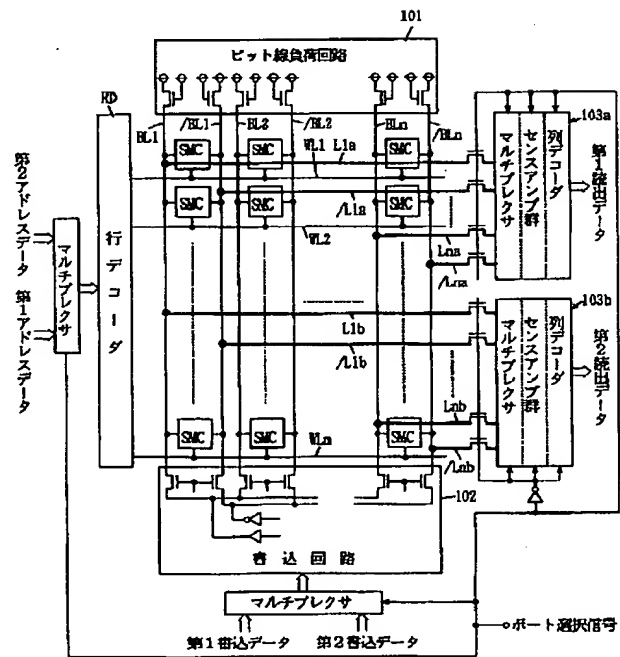 101
ビット線負荷回路
RD
BL1
/BL1
BL2
/BL2
BLn
/BLn
103a
SMC
SMC
SMC
WL1
L1a
マルチプレクサ
センスアンプ群
列デコーダ
第1読出データ
/L1a
SMC
SMC
SMC
WL2
Lna
/Lna
第2アドレスデータ
第1アドレスデータ
マルチプレクサ
行デコーダ
L1b
/L1b
103b
マルチプレクサ
センスアンプ群
列デコーダ
第2読出データ
Lnb
/Lnb
SMC
SMC
SMC
WLm
102
書込回路
マルチプレクサ
第1書込データ
第2書込データ
ポート選択信号